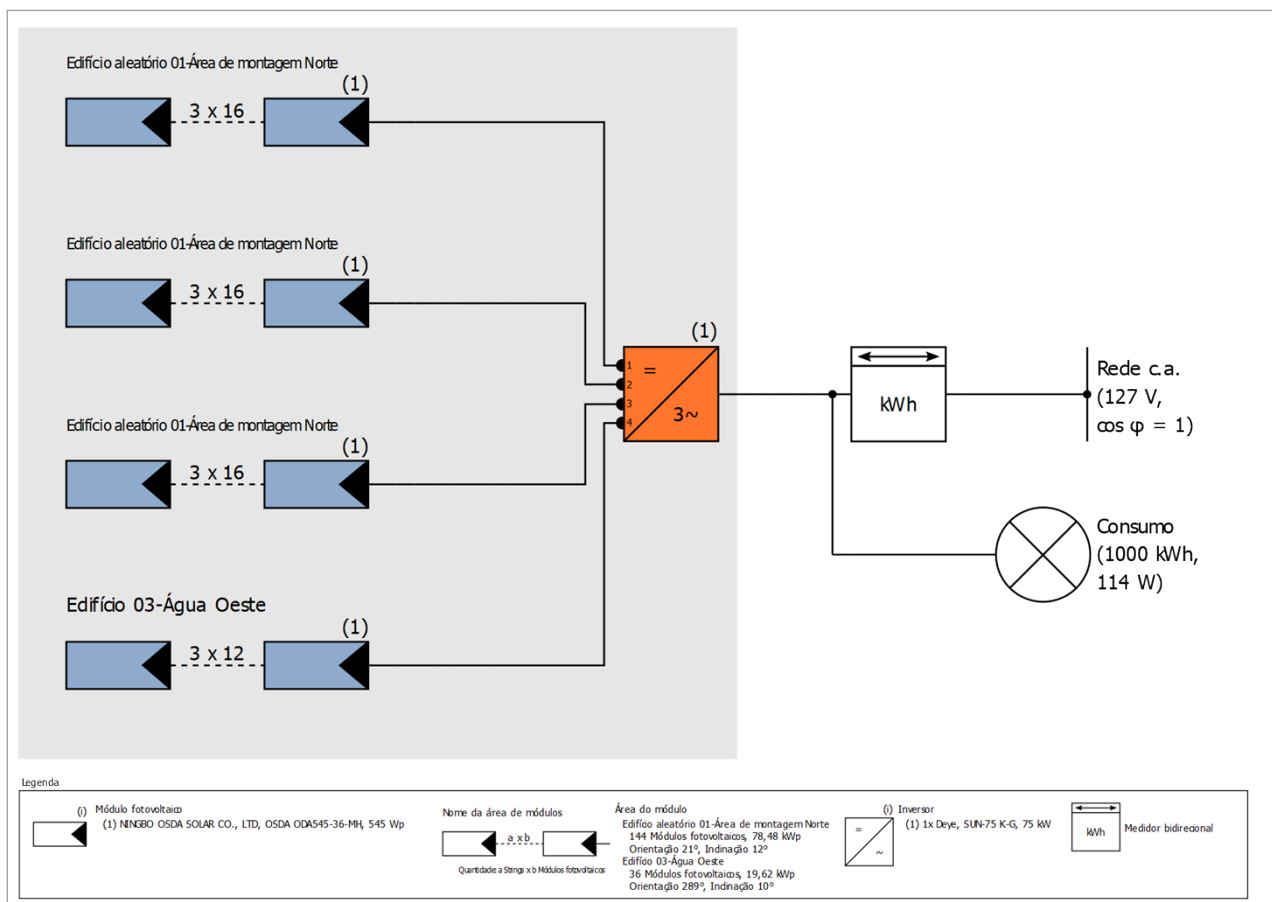 Edifício aleatório 01-Área de montagem Norte
(1)
3 x 16
Edifício aleatório 01-Área de montagem Norte
(1)
3 x 16
(1)
1
2
3
4
=
3~
kWh
Rede c.a.
(127 V,
cos φ = 1)
Edifício aleatório 01-Área de montagem Norte
(1)
3 x 16
Consumo
(1000 kWh,
114 W)
Edifício 03-Água Oeste
(1)
3 x 12
Legenda
(i) Módulo fotovoltaico
(1) NINGBO OSDA SOLAR CO., LTD, OSDA ODA545-36-MH, 545 Wp
Nome da área de módulos
a x b
Quantidade: a Strings x b Módulos fotovoltaicos
Área do módulo
Edifício aleatório 01-Área de montagem Norte
144 Módulos fotovoltaicos, 78,48 kWp
Orientação 21°, Inclinação 12°
Edifício 03-Água Oeste
36 Módulos fotovoltaicos, 19,62 kWp
Orientação 289°, Inclinação 10°
(i) Inversor
(1) 1x Deye, SUN-75 K-G, 75 kW
=
~
kWh
Medidor bidirecional